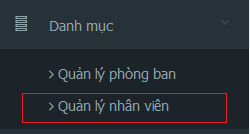 Danh mục
> Quản lý phòng ban
> Quản lý nhân viên